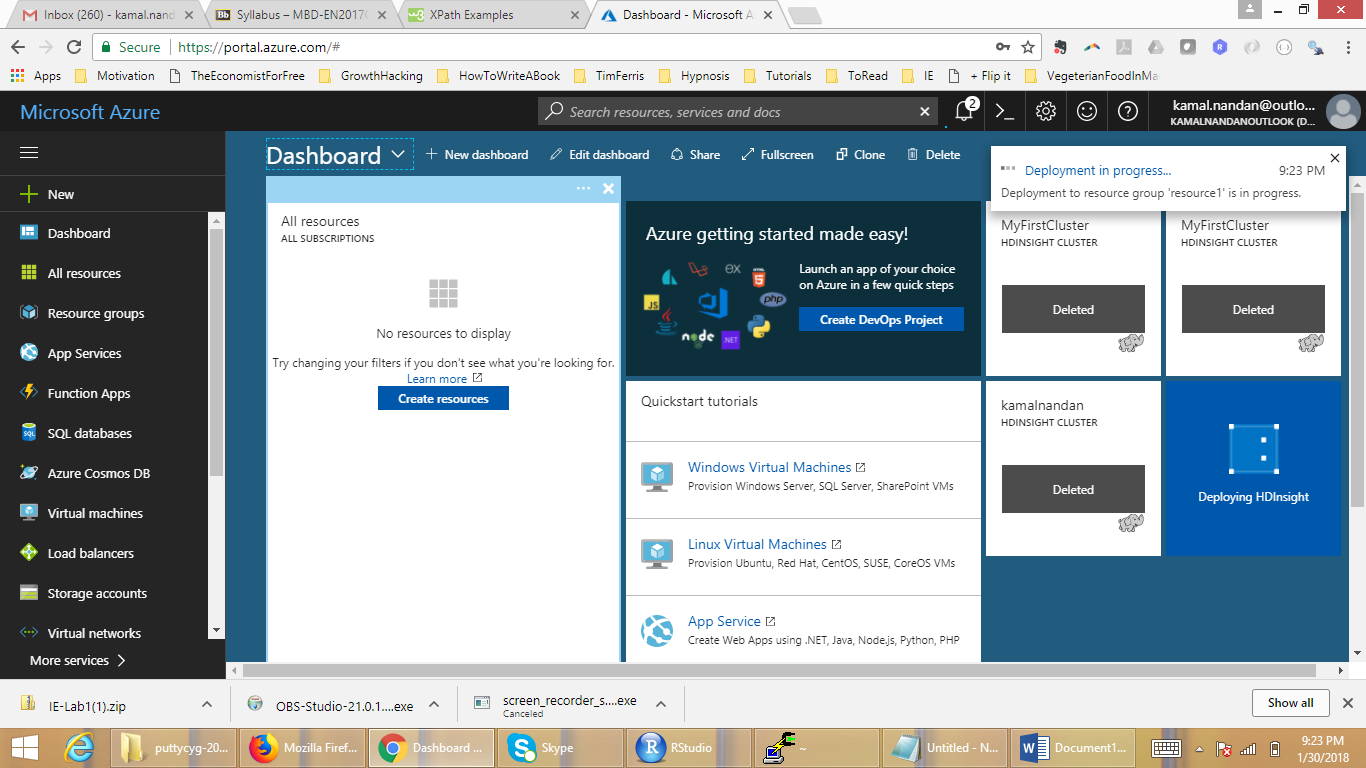 Inbox (260) - kamal.nand
Syllabus – MBD-EN2017
XPath Examples
Dashboard - Microsoft A
Secure
https://portal.azure.com/#
Apps
Motivation
TheEconomistForFree
GrowthHacking
HowToWriteABook
TimFerris
Hypnosis
Tutorials
ToRead
IE
+ Flip it
VegeterianFoodInMa
Microsoft Azure
Search resources, services and docs
2
kamal.nandan@outlo...
KAMALNANDANOUTLOOK (D...
New
Dashboard
All resources
Resource groups
App Services
Function Apps
SQL databases
Azure Cosmos DB
Virtual machines
Load balancers
Storage accounts
Virtual networks
More services
Dashboard
New dashboard
Edit dashboard
Share
Fullscreen
Clone
Delete
Deployment in progress...
9:23 PM
Deployment to resource group 'resource1' is in progress.
All resources
ALL SUBSCRIPTIONS
No resources to display
Try changing your filters if you don't see what you're looking for.
Learn more
Create resources
Azure getting started made easy!
Launch an app of your choice
on Azure in a few quick steps
Create DevOps Project
EX
HTML
5
JS
php
node
.NET
Quickstart tutorials
Windows Virtual Machines
Provision Windows Server, SQL Server, SharePoint VMs
Linux Virtual Machines
Provision Ubuntu, Red Hat, CentOS, SUSE, CoreOS VMs
App Service
Create Web Apps using .NET, Java, Node.js, Python, PHP
MyFirstCluster
HDINSIGHT CLUSTER
Deleted
MyFirstCluster
HDINSIGHT CLUSTER
Deleted
kamalnandan
HDINSIGHT CLUSTER
Deleted
Deploying HDInsight
IE-Lab1(1).zip
OBS-Studio-21.0.1....exe
screen_recorder_s....exe
Canceled
Show all
puttycyg-20...
Mozilla Firef...
Dashboard ...
Skype
RStudio
~
Untitled - N...
Document1...
9:23 PM
1/30/2018